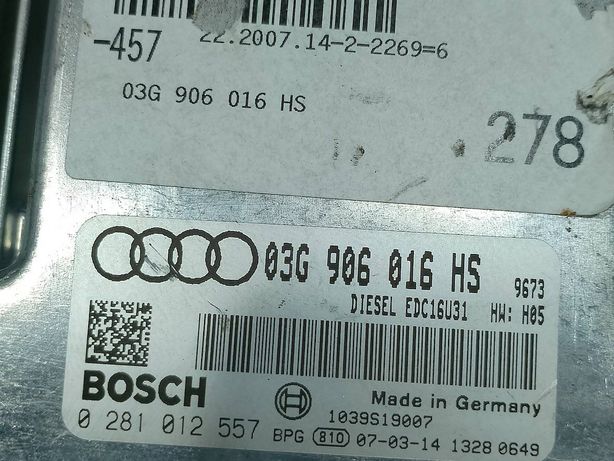 -457
22.2007.14-2-2269=6
03G 906 016 HS
278
03G 906 016 HS 9673
DIESEL EDC16U31 HW: H05
BOSCH
Made in Germany
1039S19007
0 281 012 557 BPG 810 07-03-14 1328 0649